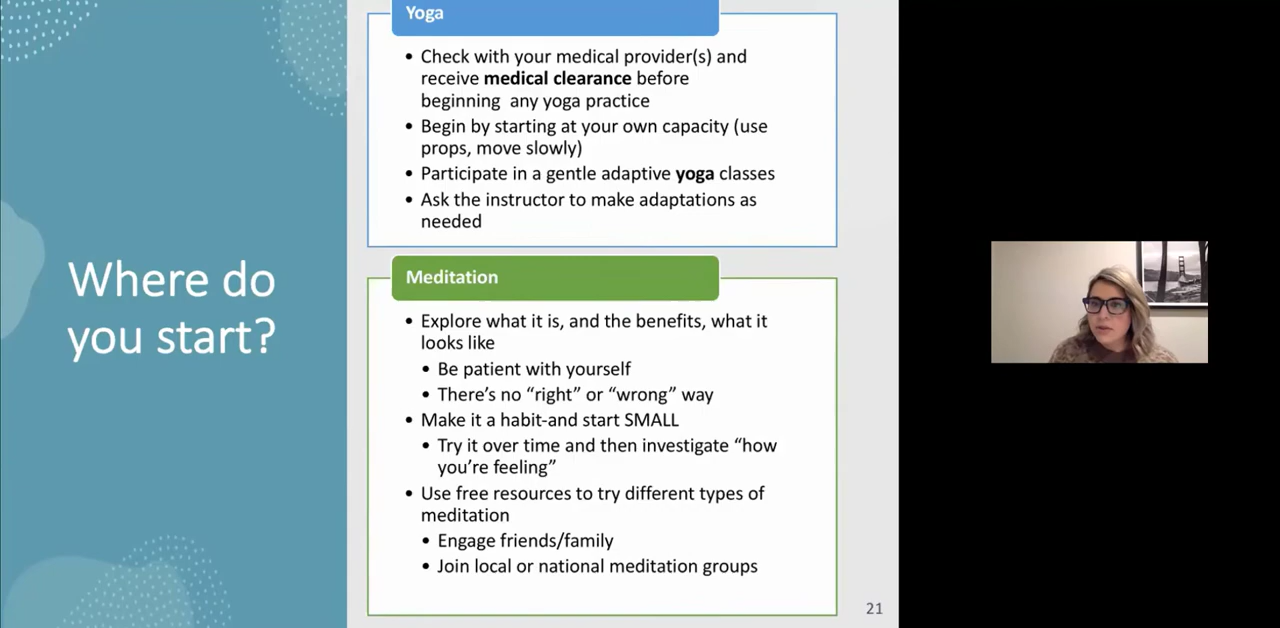 Where do
you start?
Yoga
• Check with your medical provider(s) and
receive medical clearance before
beginning any yoga practice
• Begin by starting at your own capacity (use
props, move slowly)
• Participate in a gentle adaptive yoga classes
• Ask the instructor to make adaptations as
needed
Meditation
• Explore what it is, and the benefits, what it
looks like
• Be patient with yourself
• There’s no “right” or “wrong” way
• Make it a habit-and start SMALL
• Try it over time and then investigate “how
you’re feeling”
• Use free resources to try different types of
meditation
• Engage friends/family
• Join local or national meditation groups
21